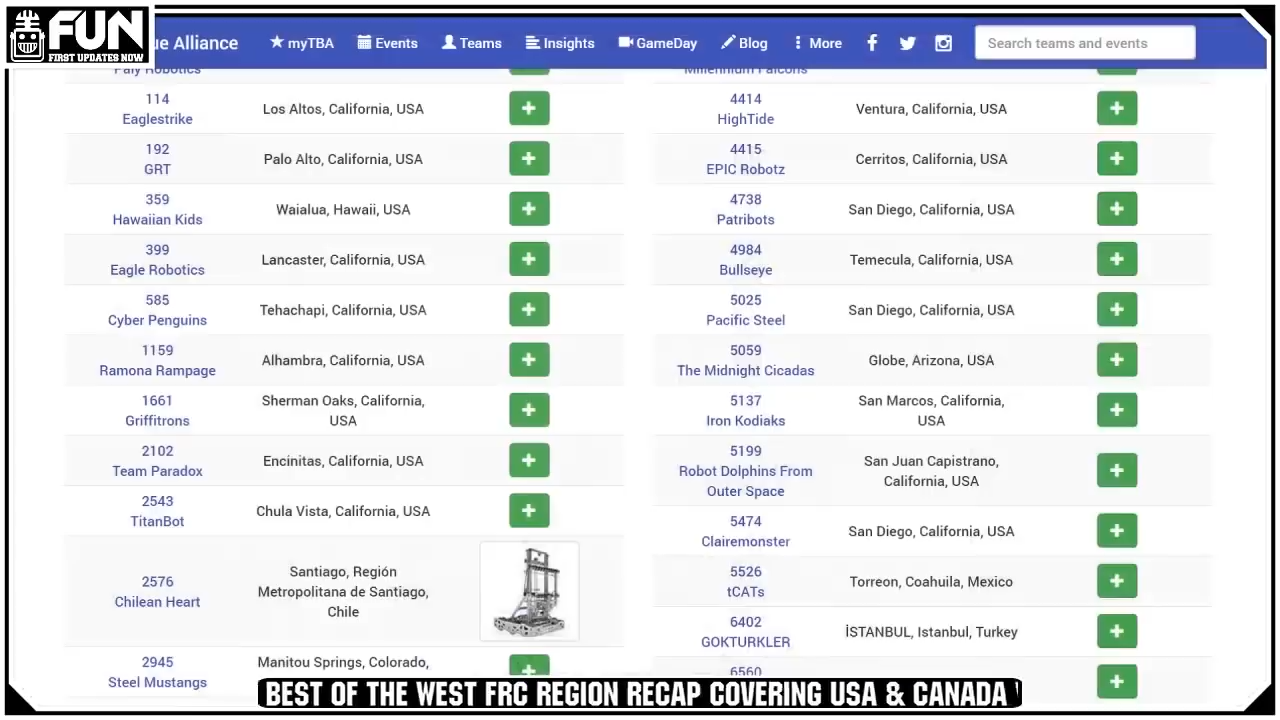 FUN
FIRST UPDATES NOW
ue Alliance
myTBA
Events
Teams
Insights
GameDay
Blog
More
Search teams and events
Paly Robotics
114
Eaglestrike
Los Altos, California, USA
192
GRT
Palo Alto, California, USA
359
Hawaiian Kids
Waialua, Hawaii, USA
399
Eagle Robotics
Lancaster, California, USA
585
Cyber Penguins
Tehachapi, California, USA
1159
Ramona Rampage
Alhambra, California, USA
1661
Griffitrons
Sherman Oaks, California,
USA
2102
Team Paradox
Encinitas, California, USA
2543
TitanBot
Chula Vista, California, USA
2576
Chilean Heart
Santiago, Región
Metropolitana de Santiago,
Chile
2945
Steel Mustangs
Manitou Springs, Colorado,
Millennium Falcons
4414
HighTide
Ventura, California, USA
4415
EPIC Robotz
Cerritos, California, USA
4738
Patribots
San Diego, California, USA
4984
Bullseye
Temecula, California, USA
5025
Pacific Steel
San Diego, California, USA
5059
The Midnight Cicadas
Globe, Arizona, USA
5137
Iron Kodiaks
San Marcos, California,
USA
5199
Robot Dolphins From
Outer Space
San Juan Capistrano,
California, USA
5474
Clairemonster
San Diego, California, USA
5526
tCATs
Torreon, Coahuila, Mexico
6402
GOKTURKLER
İSTANBUL, Istanbul, Turkey
6560
BEST OF THE WEST FRC REGION RECAP COVERING USA & CANADA